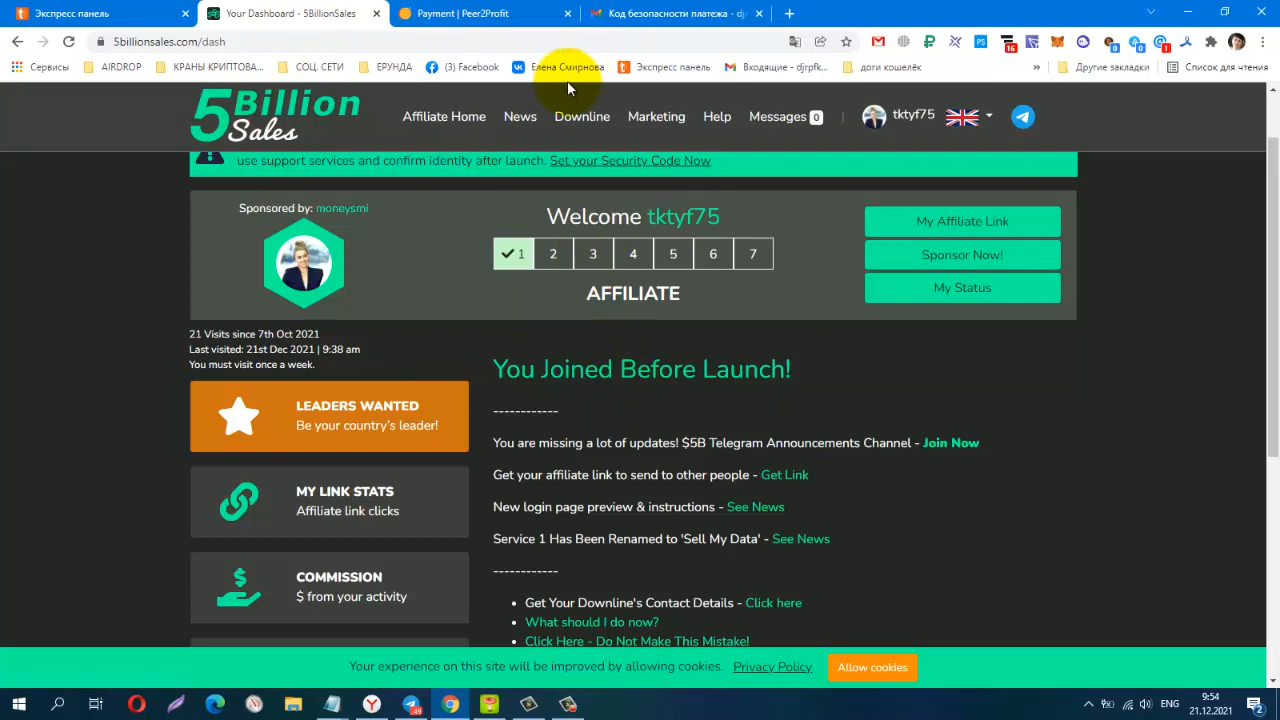 Экспресс панель
Your Dashboard - 5BillionSales
Payment | Peer2Profit
Код безопасности платежа - djr
5billionsales.com/dash
16
0
0
1
Сервисы
AIRDROP
КРАНЫ КРИПТОВА...
СОЦ. СЕТИ
ЕРУНДА
(3) Facebook
Елена Смирнова
Экспресс панель
Входящие - djrpfk...
доги кошелёк
»
Другие закладки
Список для чтения
5Billion
Sales
Affiliate Home
News
Downline
Marketing
Help
Messages 0
tktyf75
use support services and confirm identity after launch. Set your Security Code Now
Sponsored by: moneysmi
Welcome tktyf75
1 2 3 4 5 6 7
AFFILIATE
My Affiliate Link
Sponsor Now!
My Status
21 Visits since 7th Oct 2021
Last visited: 21st Dec 2021 | 9:38 am
You must visit once a week.
LEADERS WANTED
Be your country's leader!
MY LINK STATS
Affiliate link clicks
COMMISSION
$ from your activity
You Joined Before Launch!
------------
You are missing a lot of updates! $5B Telegram Announcements Channel - Join Now
Get your affiliate link to send to other people - Get Link
New login page preview & instructions - See News
Service 1 Has Been Renamed to 'Sell My Data' - See News
------------
Get Your Downline's Contact Details - Click here
What should I do now?
Click Here - Do Not Make This Mistake!
Your experience on this site will be improved by allowing cookies. Privacy Policy
Allow cookies
ENG
9:54
21.12.2021
2